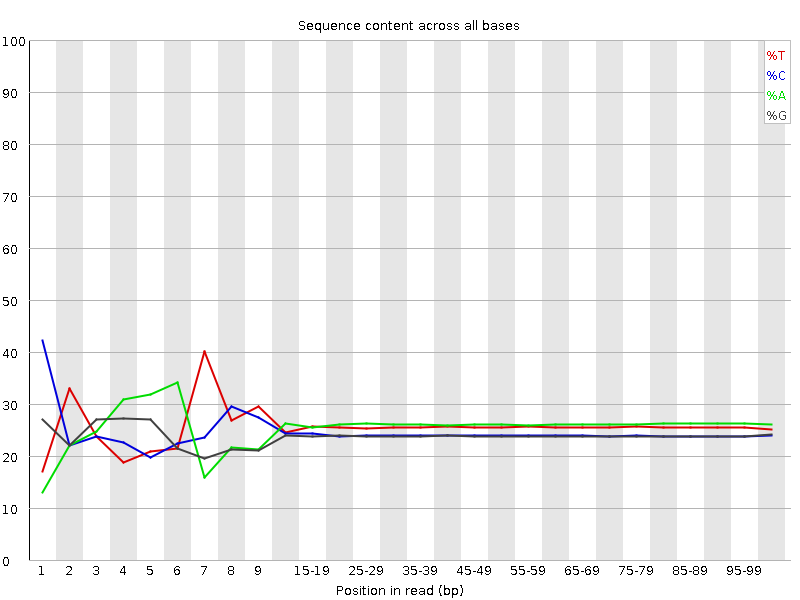 Sequence content across all bases
100
90
80
70
60
50
40
30
20
10
0
%T
%C
%A
%G
1 2 3 4 5 6 7 8 9 15-19 25-29 35-39 45-49 55-59 65-69 75-79 85-89 95-99
Position in read (bp)